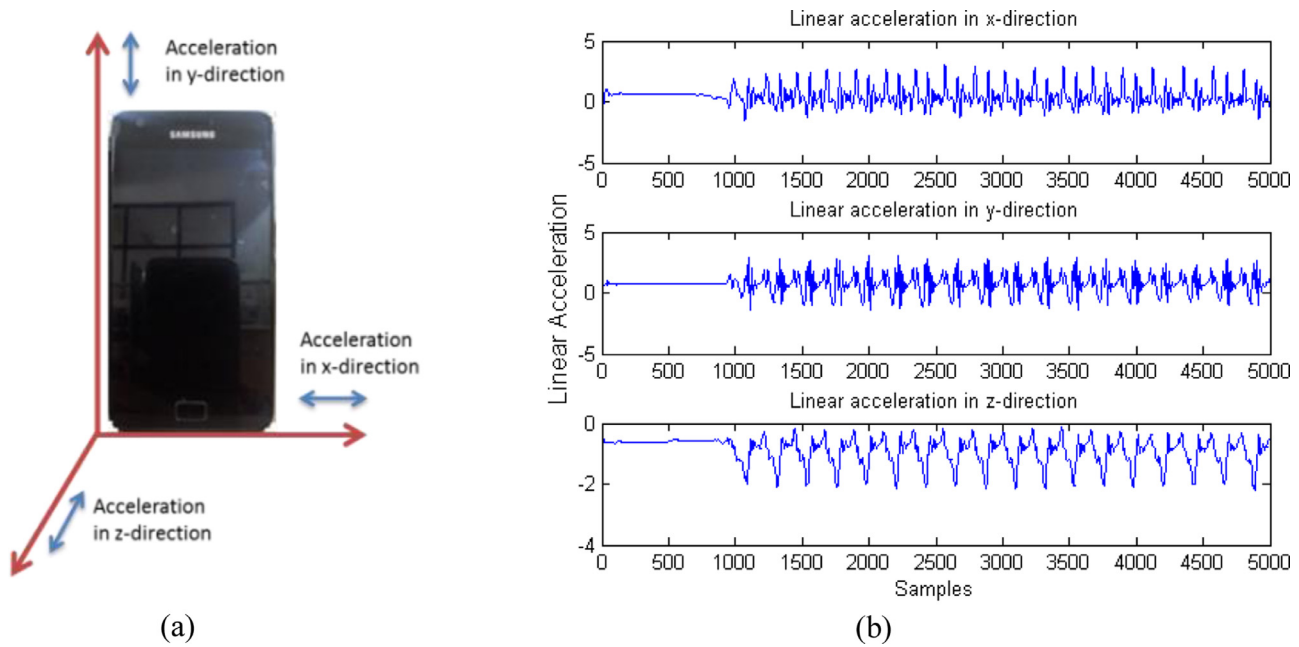 Acceleration
in y-direction
SAMSUNG
Acceleration
in x-direction
Acceleration
in z-direction
(a)
Linear acceleration in x-direction
5
0
-5
0 500 1000 1500 2000 2500 3000 3500 4000 4500 5000
Linear acceleration in y-direction
5
0
-5
0 500 1000 1500 2000 2500 3000 3500 4000 4500 5000
Linear Acceleration
Linear acceleration in z-direction
-0
-2
-4
0 500 1000 1500 2000 2500 3000 3500 4000 4500 5000
Samples
(b)